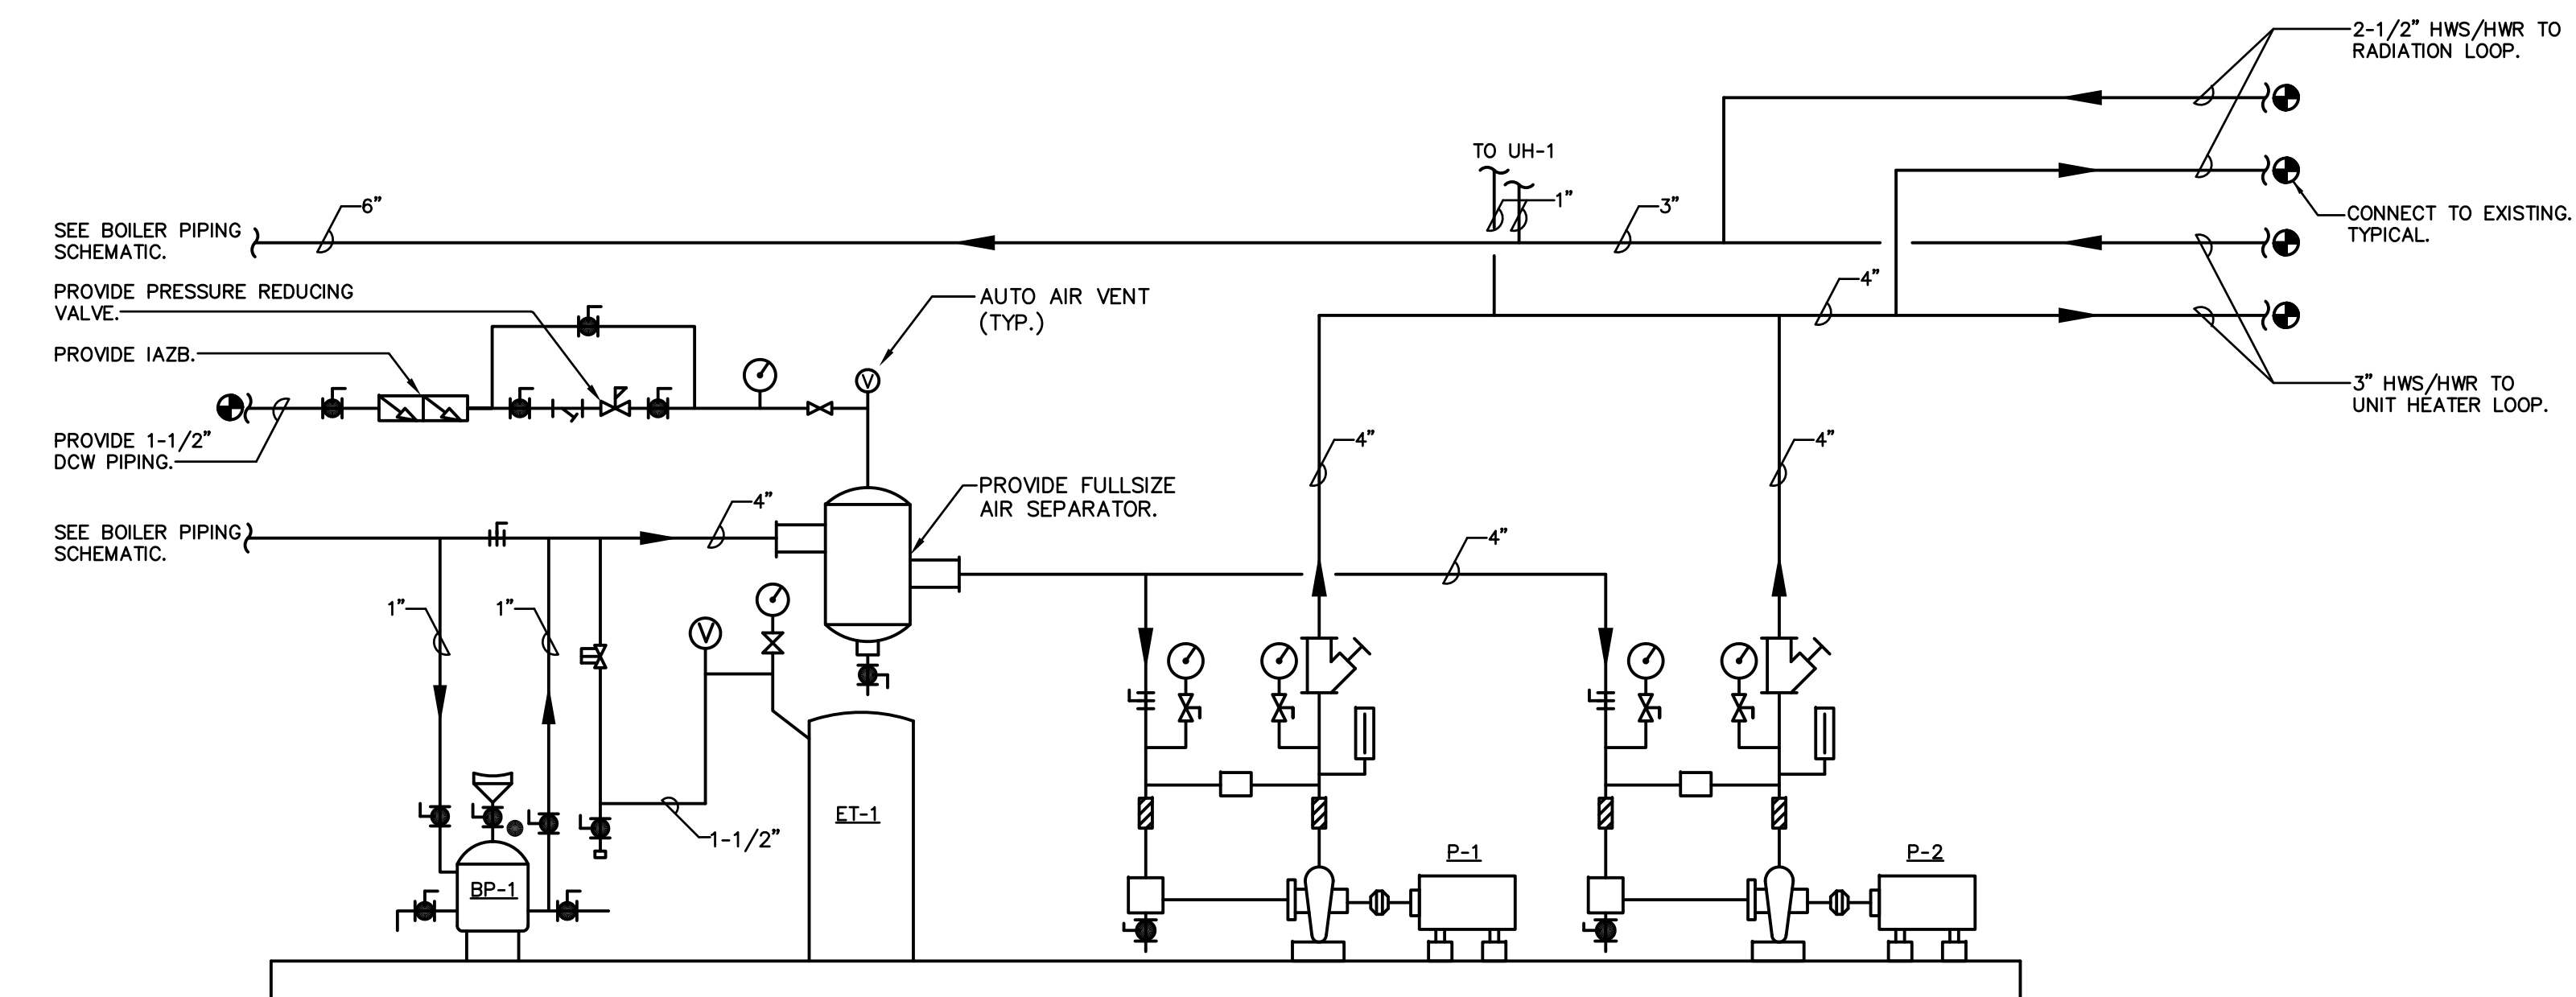 2-1/2" HWS/HWR TO
RADIATION LOOP.
TO UH-1
1"
6"
3"
SEE BOILER PIPING
SCHEMATIC.
CONNECT TO EXISTING.
TYPICAL.
PROVIDE PRESSURE REDUCING
VALVE.
AUTO AIR VENT
(TYP.)
4"
PROVIDE IAZB.
V
3" HWS/HWR TO
UNIT HEATER LOOP.
PROVIDE 1-1/2"
DCW PIPING.
4"
4"
PROVIDE FULLSIZE
AIR SEPARATOR.
4"
SEE BOILER PIPING
SCHEMATIC.
4"
1"
1"
V
ET-1
1-1/2"
P-1
P-2
BP-1